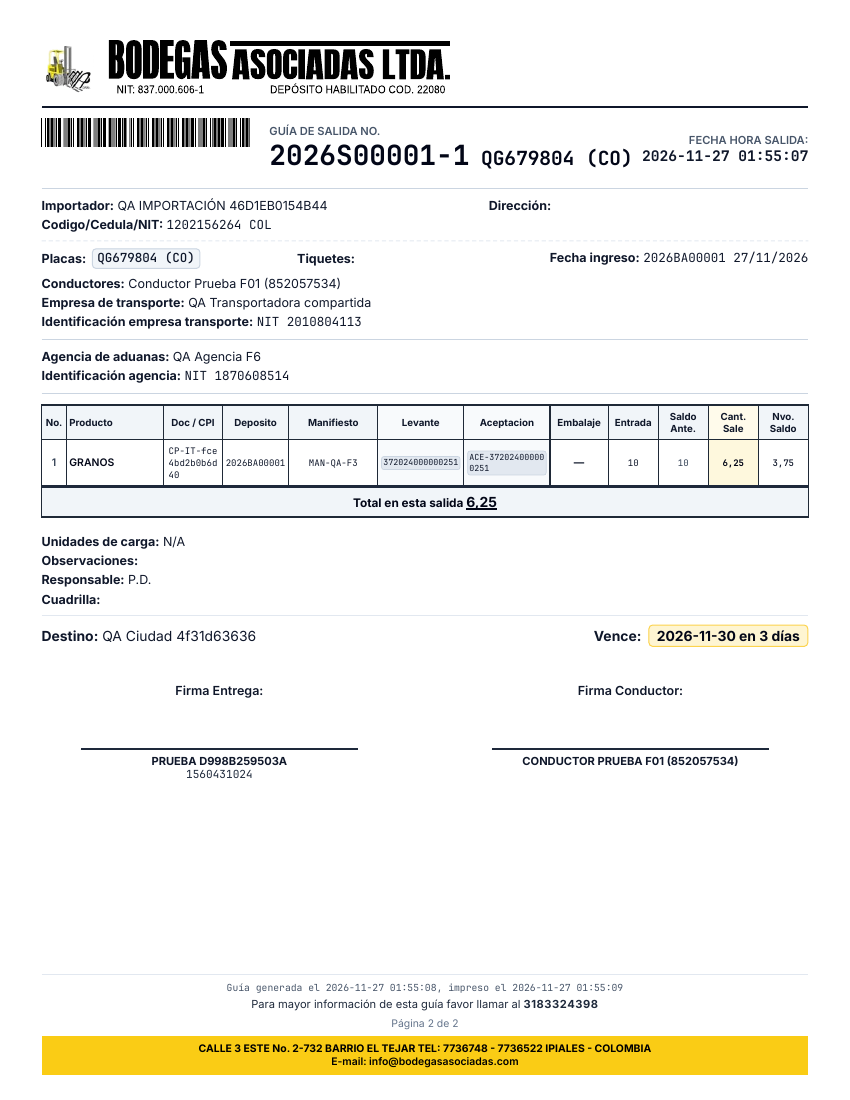 BODEGAS ASOCIADAS LTDA.
NIT: 837.000.606-1 DEPÓSITO HABILITADO COD. 22080
GUÍA DE SALIDA NO.
2026S00001-1 QG679804 (CO)
FECHA HORA SALIDA:
2026-11-27 01:55:07
Importador: QA IMPORTACIÓN 46D1EB0154B44 Dirección:
Codigo/Cedula/NIT: 1202156264 COL
Placas: QG679804 (CO) Tiquetes: Fecha ingreso: 2026BA00001 27/11/2026
Conductores: Conductor Prueba F01 (852057534)
Empresa de transporte: QA Transportadora compartida
Identificación empresa transporte: NIT 2010804113
Agencia de aduanas: QA Agencia F6
Identificación agencia: NIT 1870608514
No. Producto Doc / CPI Deposito Manifiesto Levante Aceptacion Embalaje Entrada Saldo Ante. Cant. Sale Nvo. Saldo
1 GRANOS CP-IT-fce4bd2b0b6d40 2026BA00001 MAN-QA-F3 372024000000251 ACE-372024000000251 — 10 10 6,25 3,75
Total en esta salida 6,25
Unidades de carga: N/A
Observaciones:
Responsable: P.D.
Cuadrilla:
Destino: QA Ciudad 4f31d63636 Vence: 2026-11-30 en 3 días
Firma Entrega: Firma Conductor:
PRUEBA D998B259503A CONDUCTOR PRUEBA F01 (852057534)
1560431024
Guía generada el 2026-11-27 01:55:08, impreso el 2026-11-27 01:55:09
Para mayor información de esta guía favor llamar al 3183324398
Página 2 de 2
CALLE 3 ESTE No. 2-732 BARRIO EL TEJAR TEL: 7736748 - 7736522 IPIALES - COLOMBIA
E-mail: info@bodegasasociadas.com